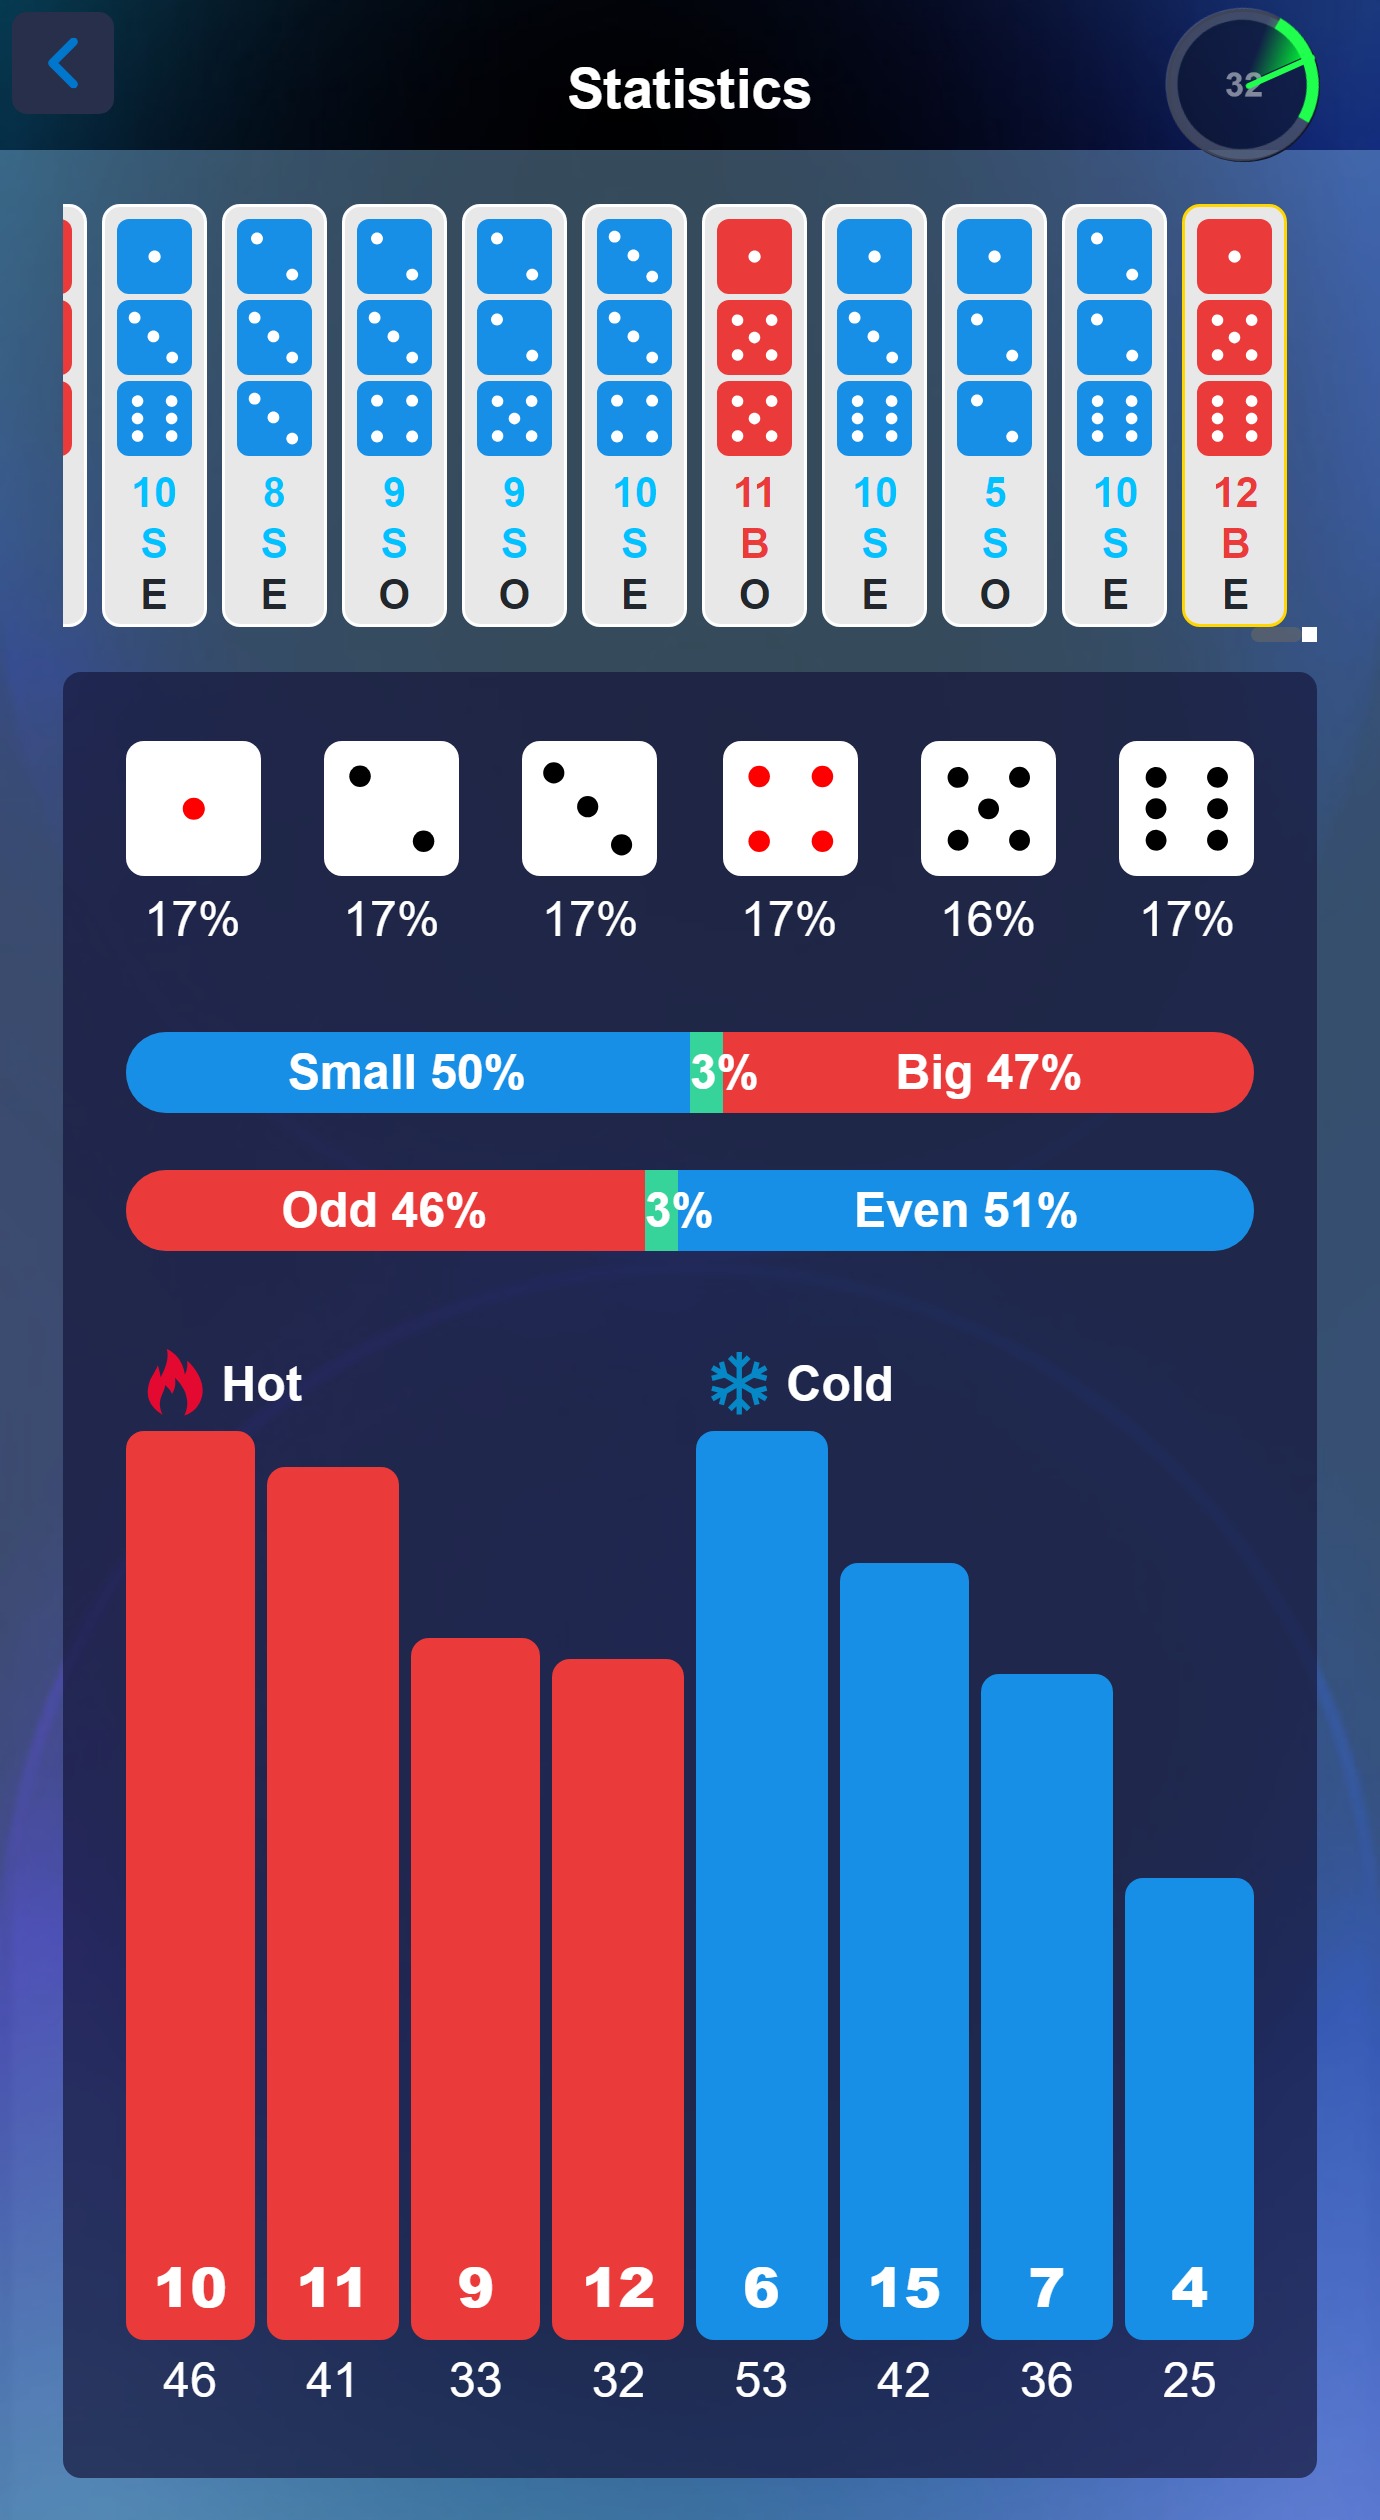 Statistics
32
10 8 9 9 10 11 10 5 10 12
S S S S S B S S S B
E E O O E O E O E E
17% 17% 17% 17% 16% 17%
Small 50% 3% Big 47%
Odd 46% 3% Even 51%
Hot Cold
10 11 9 12 6 15 7 4
46 41 33 32 53 42 36 25